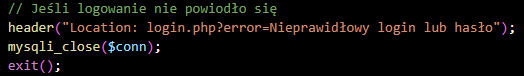 // Jeśli logowanie nie powiodło się
header("Location: login.php?error=Nieprawidłowy login lub hasło");
mysqli_close($conn);
exit();